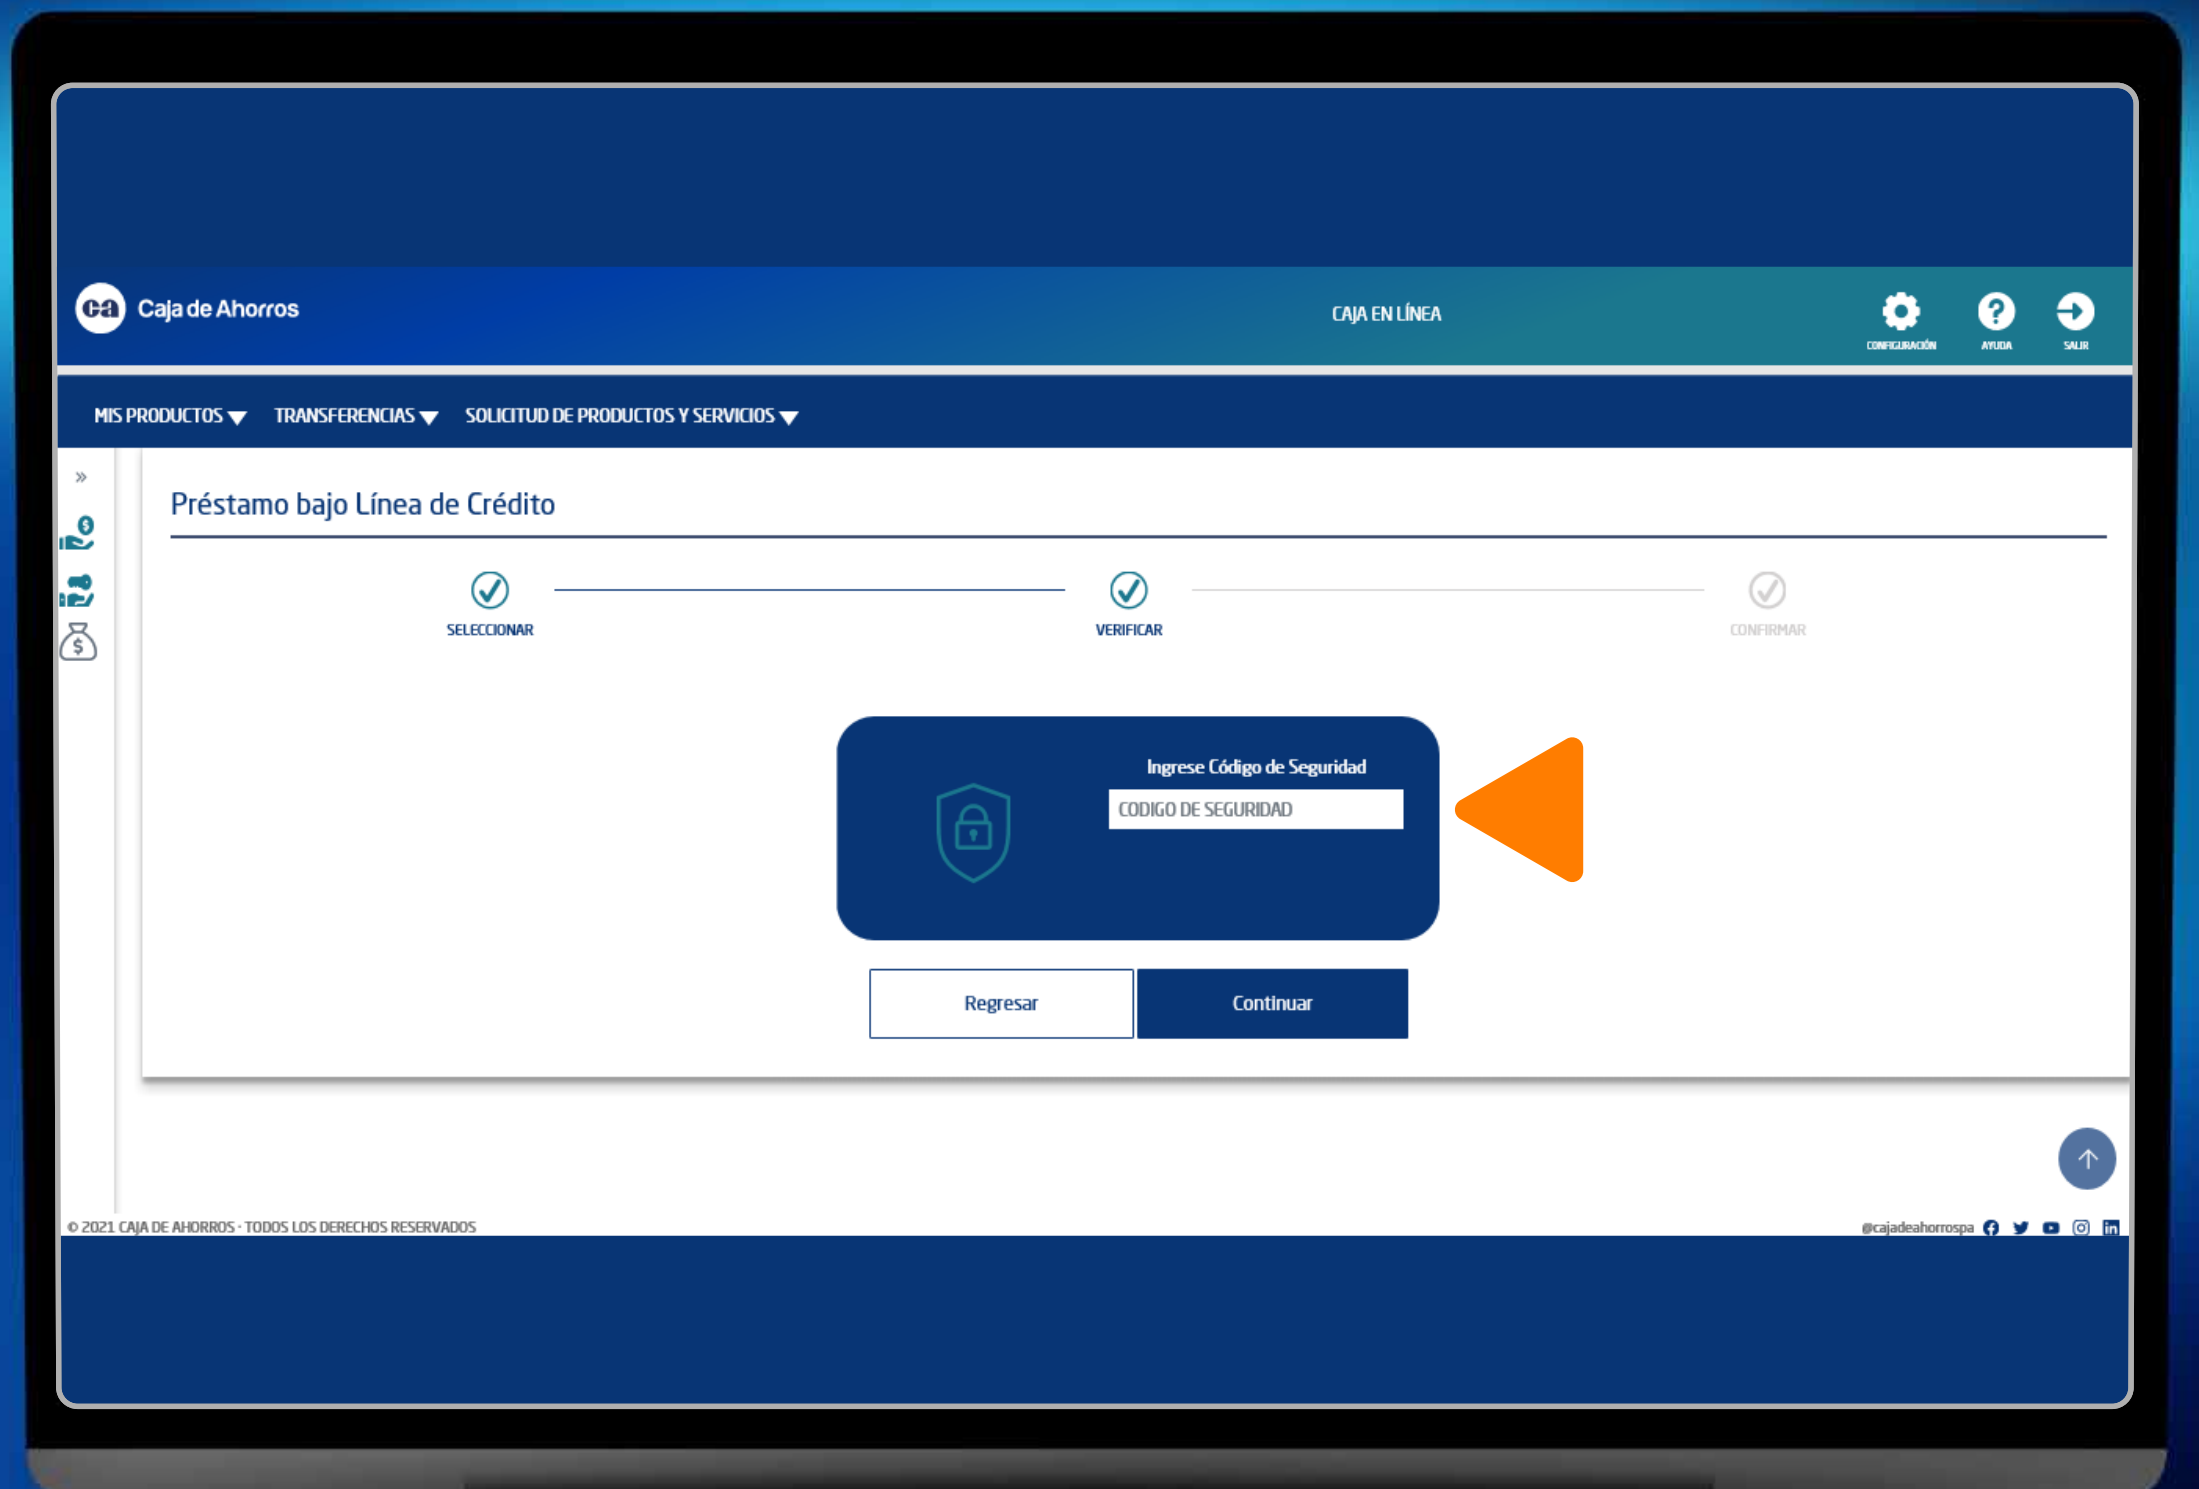 ca Caja de Ahorros
CAJA EN LÍNEA
CONFIGURACIÓN
AYUDA
SALIR
MIS PRODUCTOS
TRANSFERENCIAS
SOLICITUD DE PRODUCTOS Y SERVICIOS
Préstamo bajo Línea de Crédito
SELECCIONAR
VERIFICAR
CONFIRMAR
Ingrese Código de Seguridad
CODIGO DE SEGURIDAD
Regresar
Continuar
© 2021 CAJA DE AHORROS · TODOS LOS DERECHOS RESERVADOS
@cajadeahorrospa